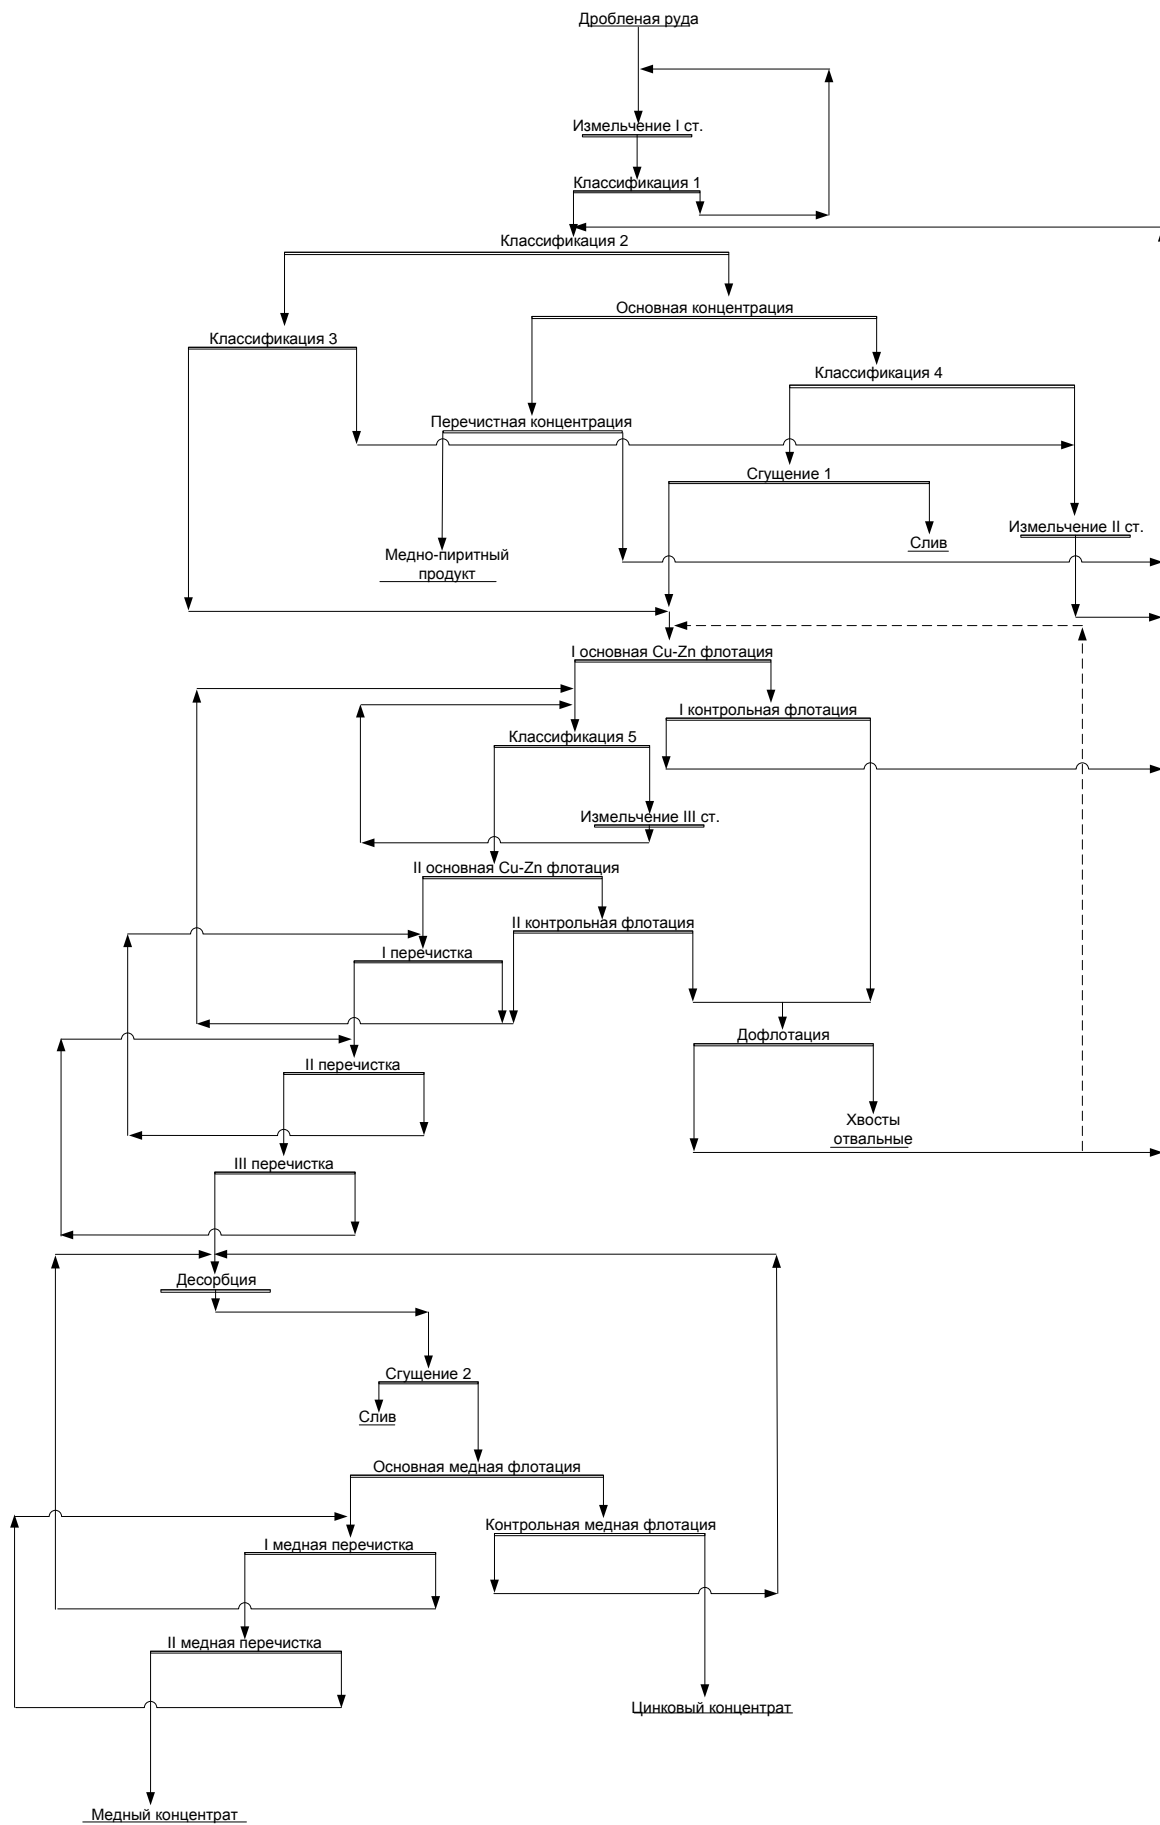 Дробленая руда
Измельчение I ст.
Классификация 1
Классификация 2
Основная концентрация
Классификация 3
Классификация 4
Перечистная концентрация
Сгущение 1
Измельчение II ст.
Слив
Медно-пиритный
продукт
I основная Cu-Zn флотация
I контрольная флотация
Классификация 5
Измельчение III ст.
II основная Cu-Zn флотация
II контрольная флотация
I перечистка
Дофлотация
II перечистка
Хвосты
отвальные
III перечистка
Десорбция
Сгущение 2
Слив
Основная медная флотация
Контрольная медная флотация
I медная перечистка
II медная перечистка
Цинковый концентрат
Медный концентрат